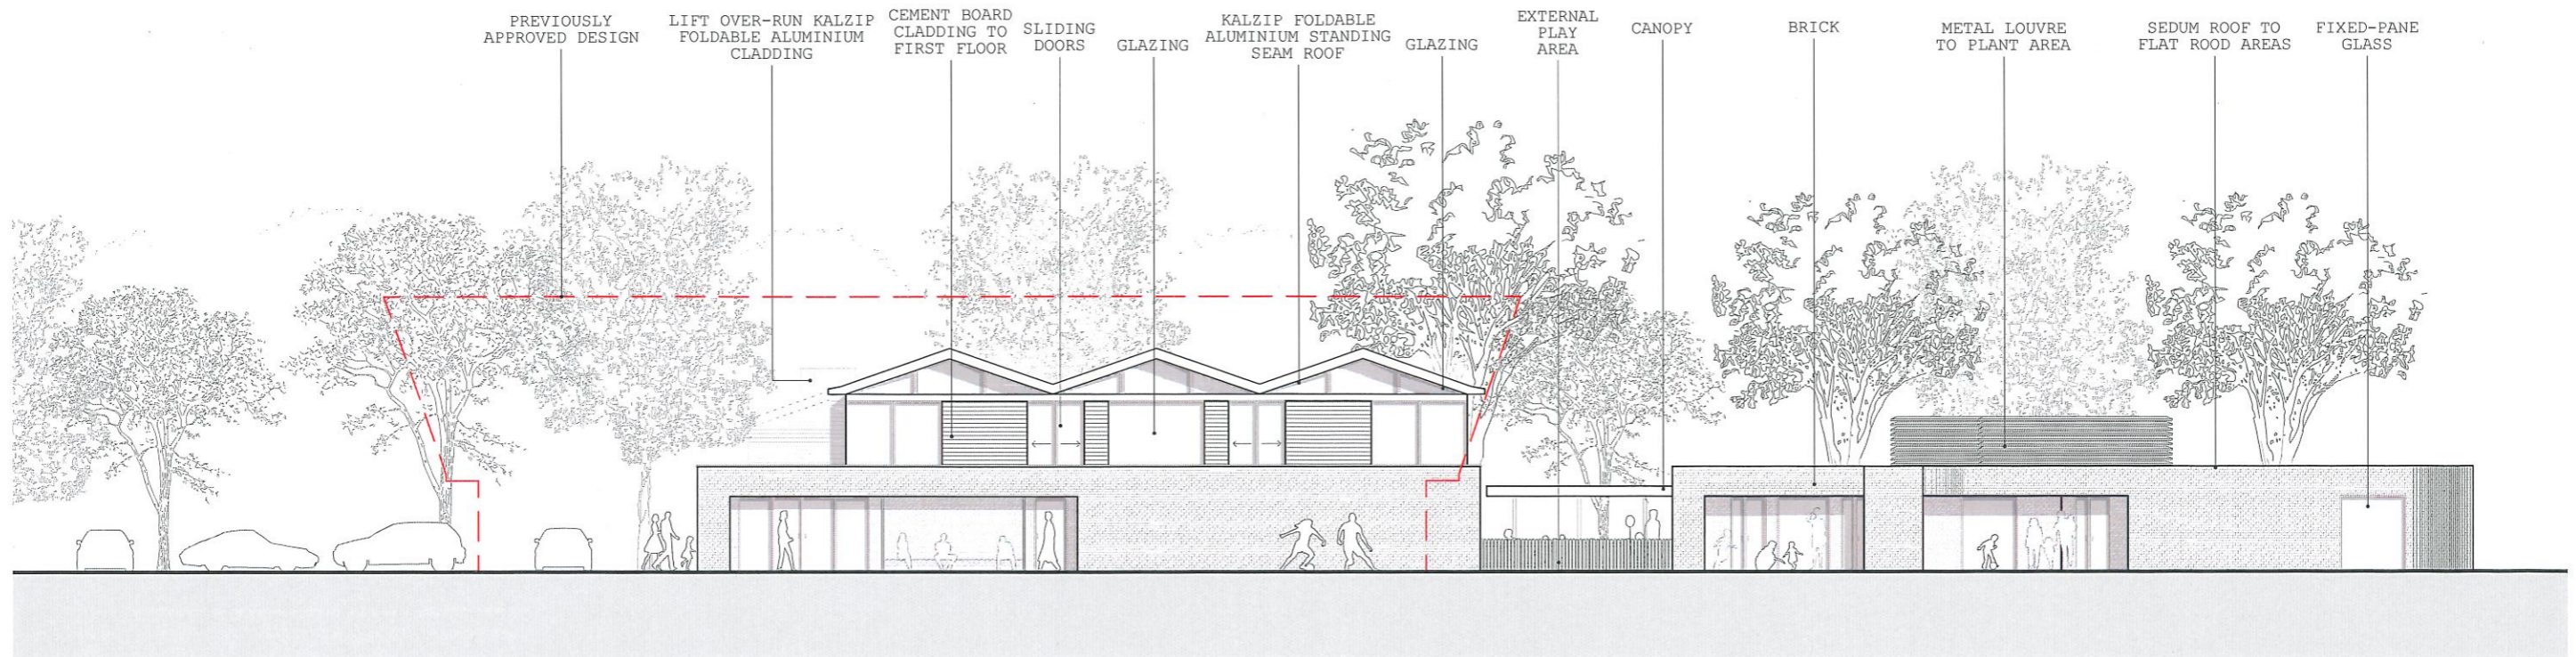 PREVIOUSLY
APPROVED DESIGN
LIFT OVER-RUN KALZIP
FOLDABLE ALUMINIUM
CLADDING
CEMENT BOARD
CLADDING TO
FIRST FLOOR
SLIDING
DOORS
GLAZING
KALZIP FOLDABLE
ALUMINIUM STANDING
SEAM ROOF
GLAZING
EXTERNAL
PLAY
AREA
CANOPY
BRICK
METAL LOUVRE
TO PLANT AREA
SEDUM ROOF TO
FLAT ROOD AREAS
FIXED-PANE
GLASS